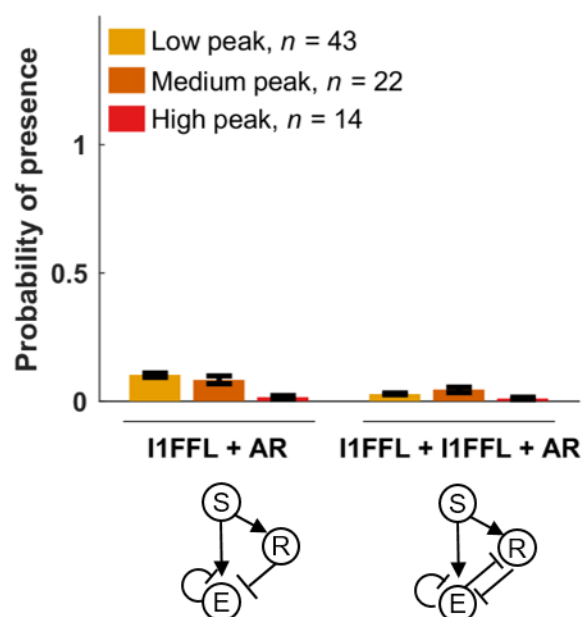 Low peak, n = 43
Medium peak, n = 22
High peak, n = 14
Probability of presence
1
0.5
0
I1FFL + AR
I1FFL + I1FFL + AR
S
R
E
S
R
E